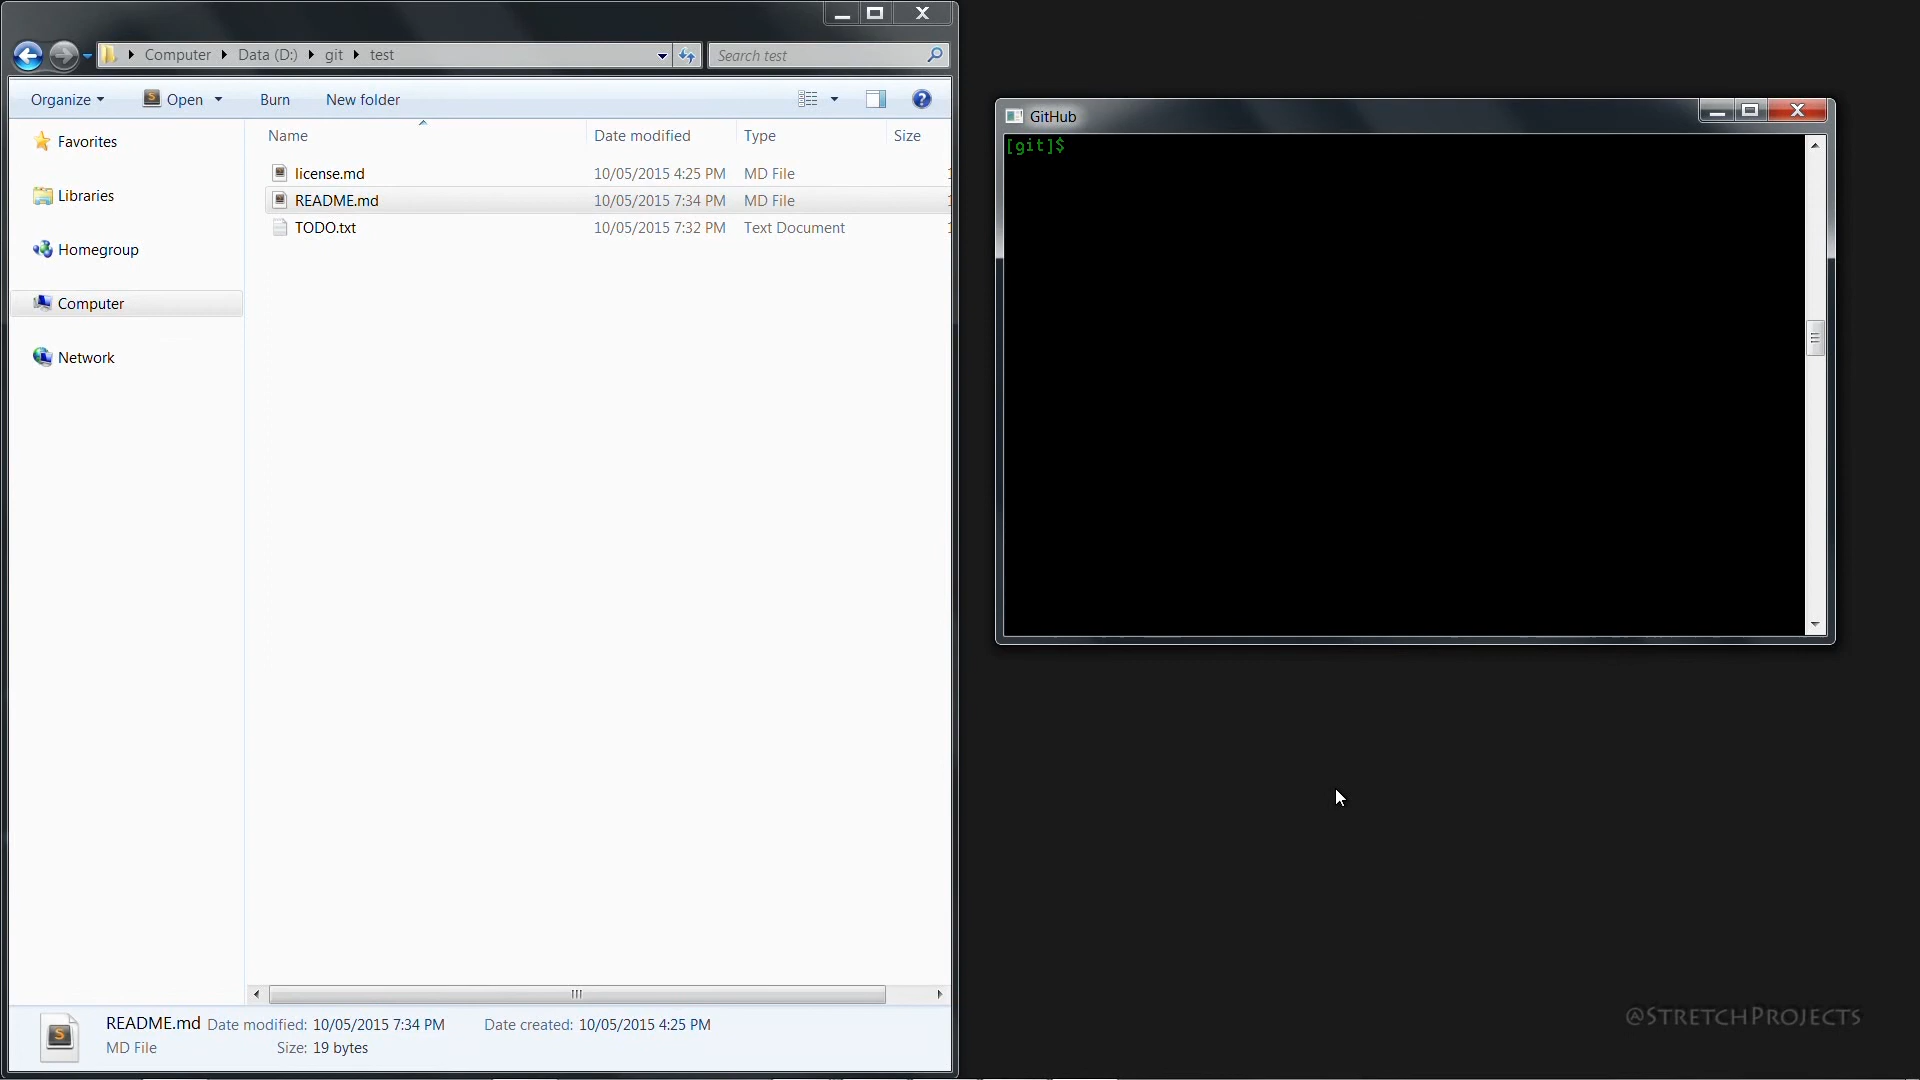 Computer
Data (D:)
git
test
Search test
Organize
Open
Burn
New folder
Favorites
Libraries
Homegroup
Computer
Network
Name
Date modified
Type
Size
license.md
10/05/2015 4:25 PM
MD File
README.md
10/05/2015 7:34 PM
MD File
TODO.txt
10/05/2015 7:32 PM
Text Document
README.md
Date modified: 10/05/2015 7:34 PM
Date created: 10/05/2015 4:25 PM
MD File
Size: 19 bytes
GitHub
[git]$
@StretchProjects